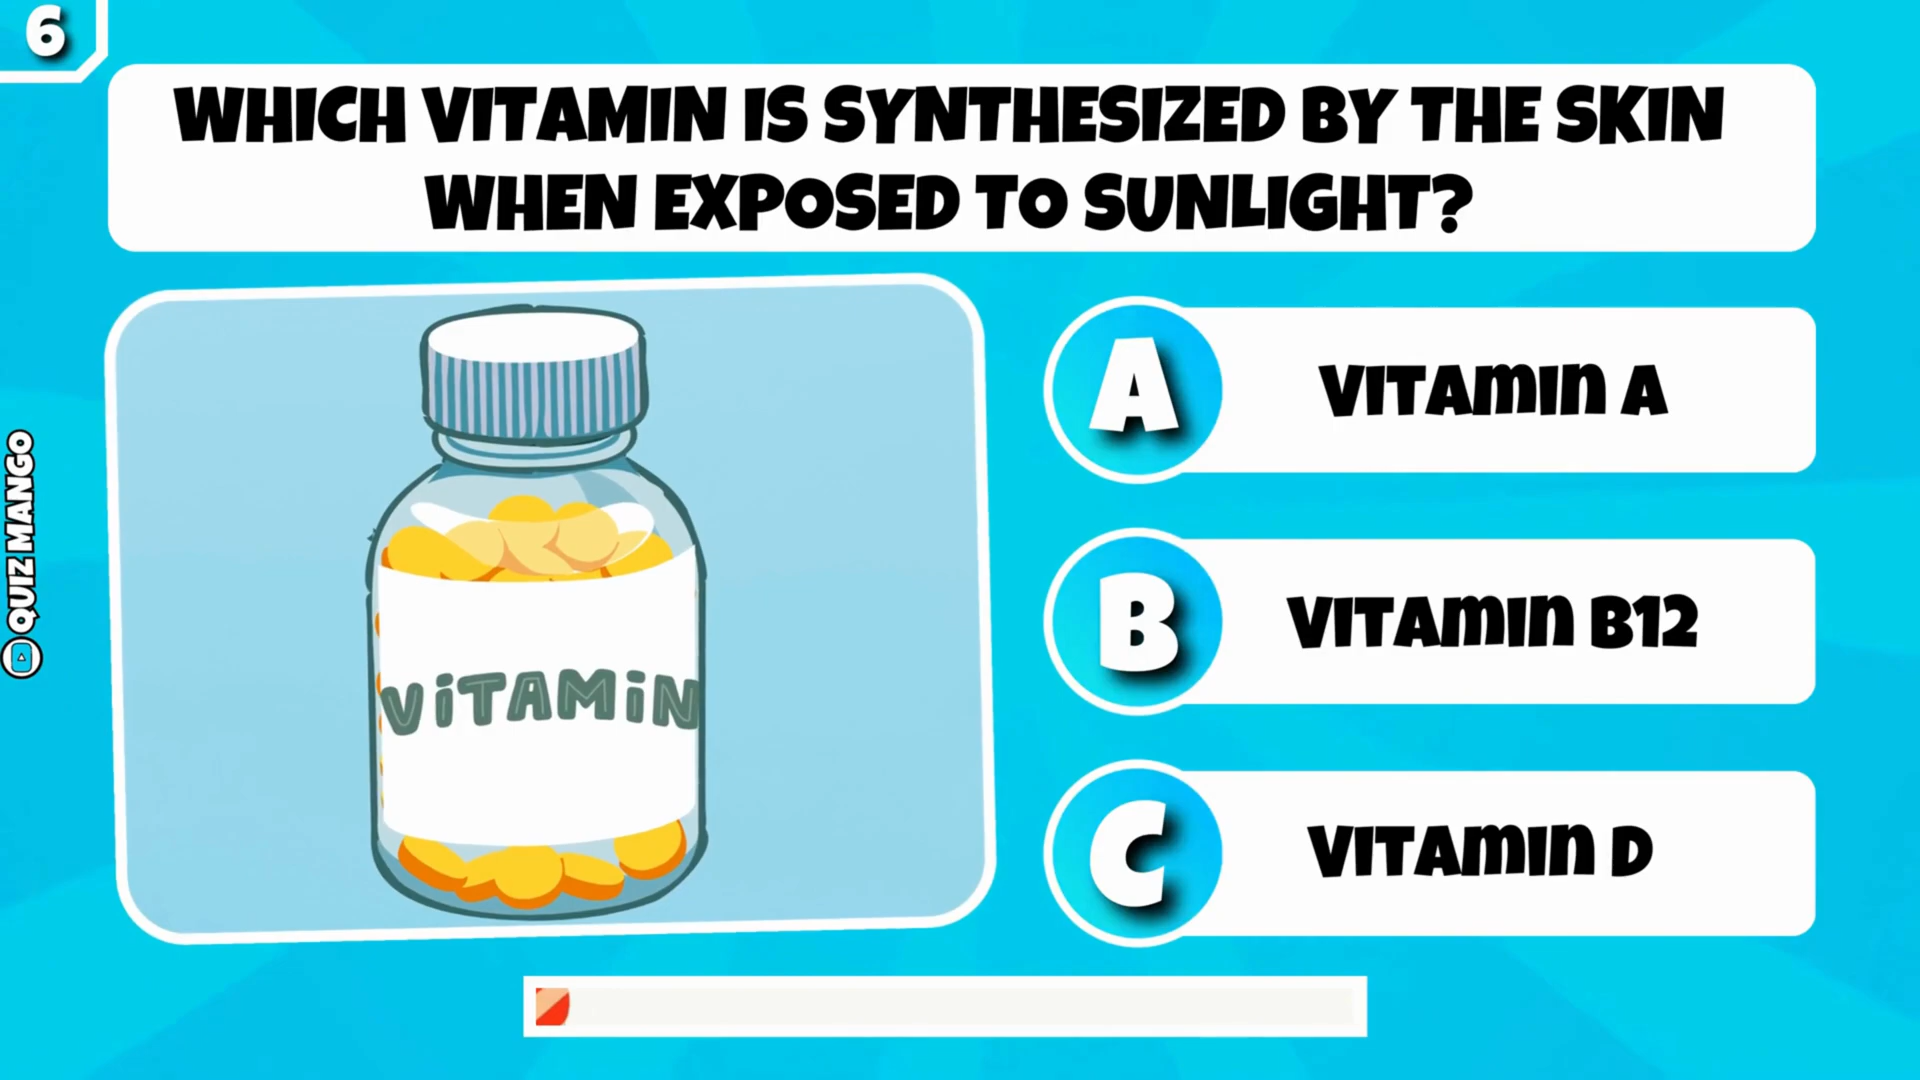 6
WHICH VITAMIN IS SYNTHESIZED BY THE SKIN
WHEN EXPOSED TO SUNLIGHT?
A
VITAMIN A
B
VITAMIN B12
C
VITAMIN D
VITAMIN
QUIZ MANGO